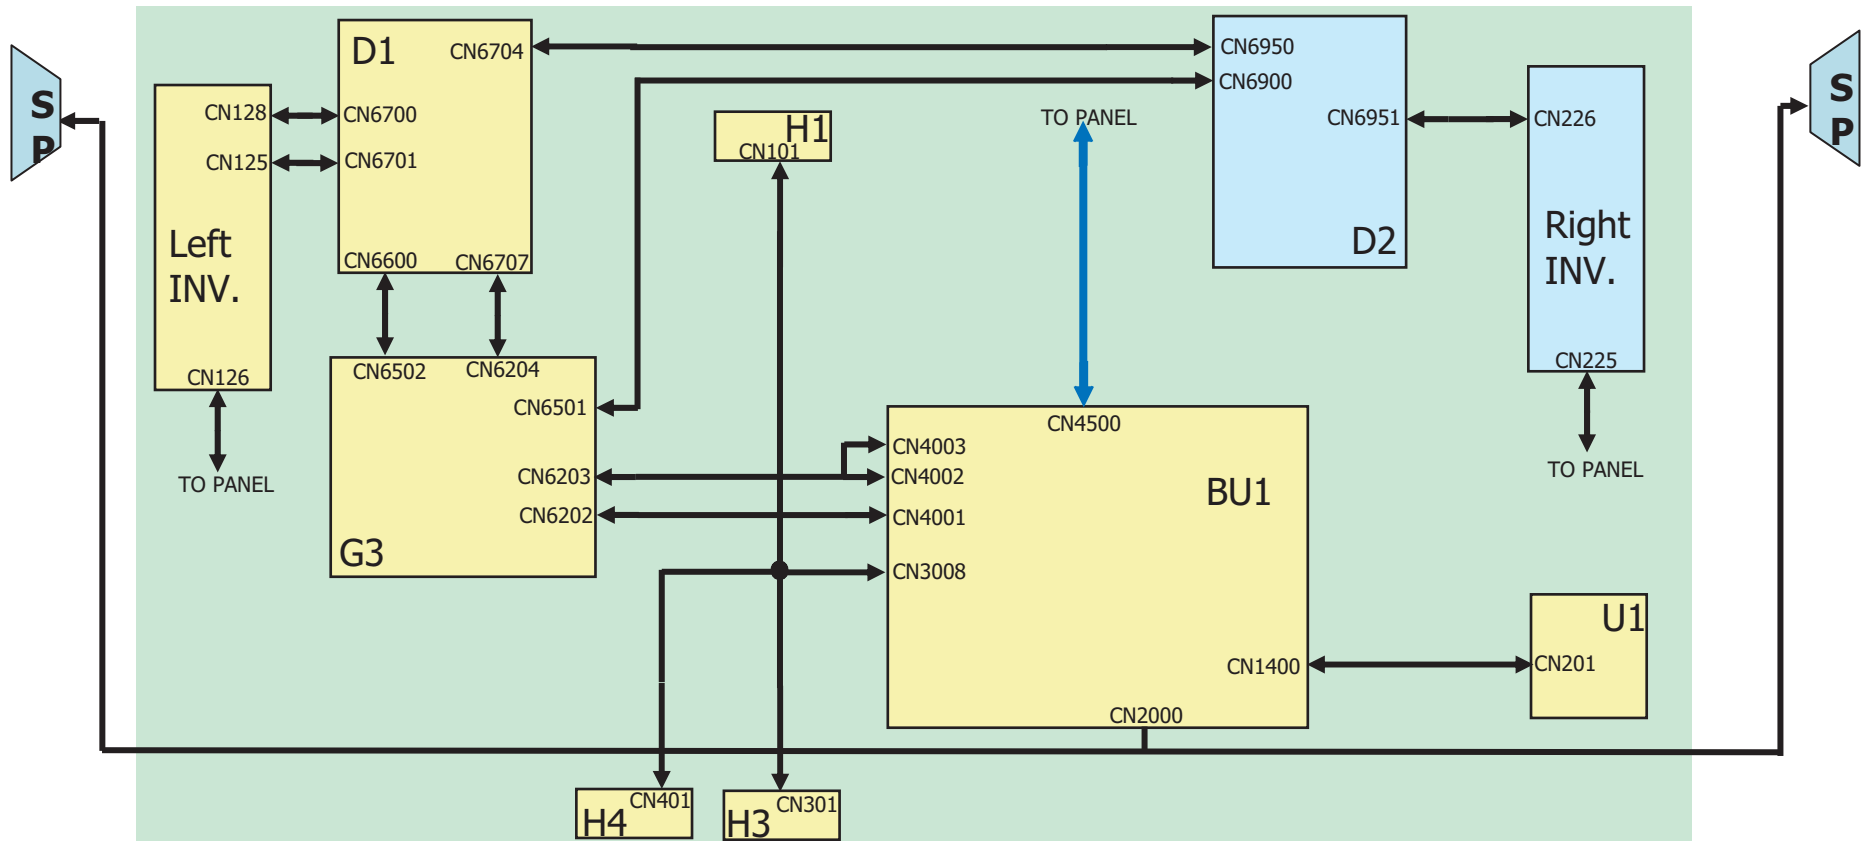 D1
CN6704
CN6700
CN6701
CN6600
CN6707
S
P
CN128
CN125
Left
INV.
CN126
TO PANEL
H1
CN101
TO PANEL
CN6950
CN6900
CN6951
D2
CN226
Right
INV.
CN225
TO PANEL
S
P
CN6502
CN6204
CN6501
CN6203
CN6202
G3
CN4500
CN4003
CN4002
CN4001
CN3008
BU1
CN1400
CN2000
U1
CN201
CN401
H4
CN301
H3